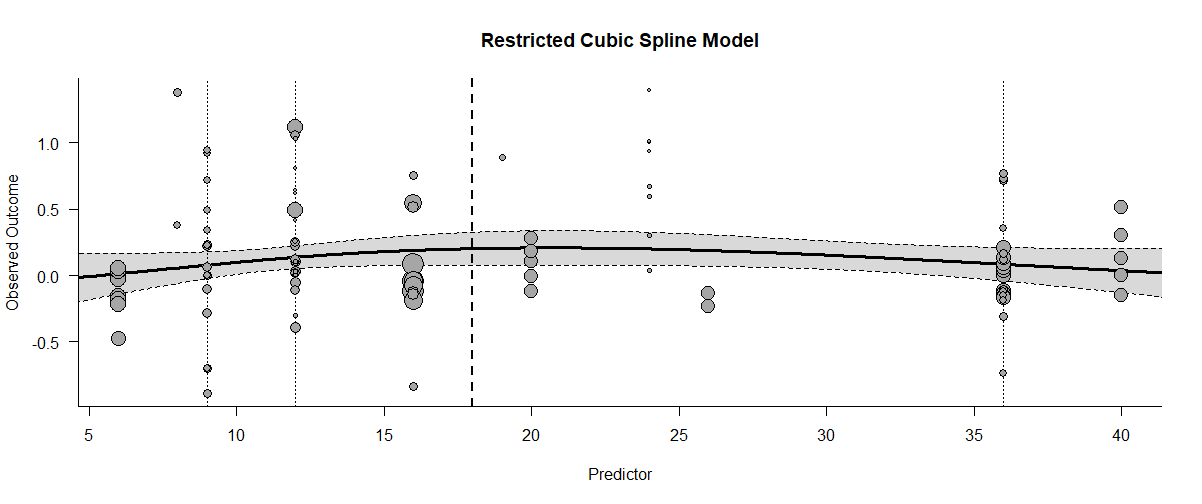 Restricted Cubic Spline Model
Observed Outcome
1.0
0.5
0.0
-0.5
5 10 15 20 25 30 35 40
Predictor